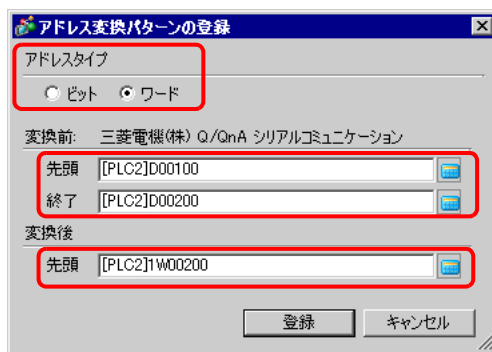 アドレス変換パターンの登録
アドレスタイプ
ビット ワード
変換前: 三菱電機(株) Q/QnA シリアルコミュニケーション
先頭 [PLC2]D00100
終了 [PLC2]D00200
変換後
先頭 [PLC2]1W00200
登録 キャンセル